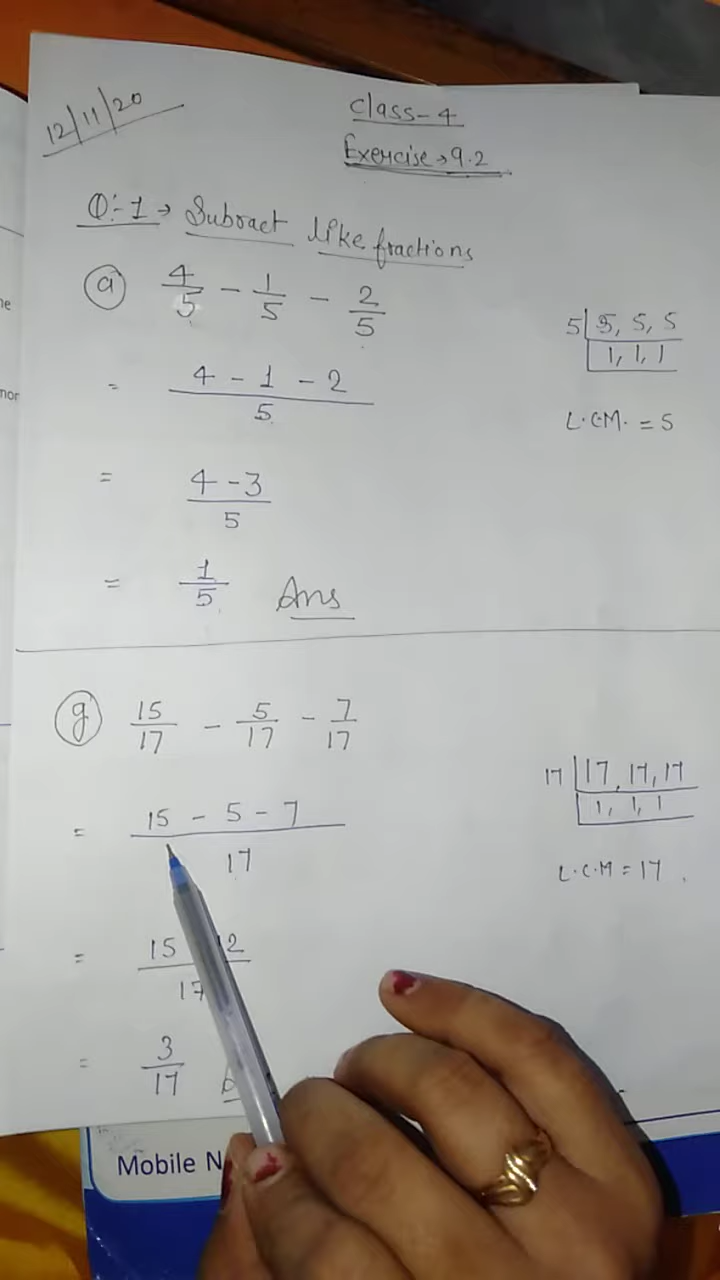 12/11/20
Class-4
Exercise→9.2
Q:-1→ Subract like fractions
a 4/5 - 1/5 - 2/5
5 | 5, 5, 5
1, 1, 1
L.C.M. = 5
= 4 - 1 - 2 / 5
= 4 - 3 / 5
= 1/5 Ans
g 15/17 - 5/17 - 7/17
17 | 17, 17, 17
1, 1, 1
L.C.M = 17
= 15 - 5 - 7 / 17
= 15 12 / 17
= 3/17
Mobile N